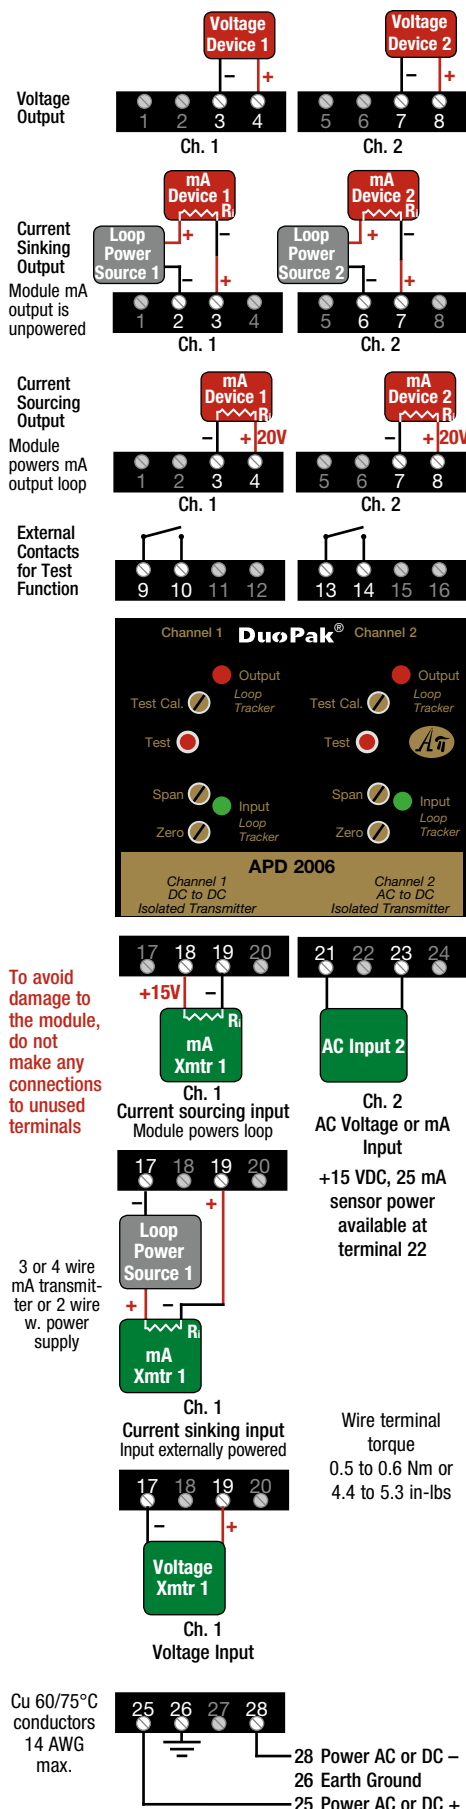 Voltage Device 1
Voltage Device 2
Voltage Output
– +
– +
1 2 3 4
5 6 7 8
Ch. 1
Ch. 2
mA Device 1
Ri
mA Device 2
Ri
Current Sinking Output
Module mA output is unpowered
Loop Power Source 1
+ –
– +
Loop Power Source 2
+ –
– +
1 2 3 4
5 6 7 8
Ch. 1
Ch. 2
Current Sourcing Output
Module powers mA output loop
mA Device 1
Ri
– +20V
mA Device 2
Ri
– +20V
1 2 3 4
5 6 7 8
Ch. 1
Ch. 2
External Contacts for Test Function
9 10 11 12
13 14 15 16
Channel 1 DuoPak® Channel 2
Output
Loop Tracker
Test Cal.
Test
Span
Input
Loop Tracker
Zero
Output
Loop Tracker
Test Cal.
Test
Aπ
Span
Input
Loop Tracker
Zero
APD 2006
Channel 1
DC to DC
Isolated Transmitter
Channel 2
AC to DC
Isolated Transmitter
17 18 19 20
21 22 23 24
To avoid damage to the module, do not make any connections to unused terminals
+15V –
Ri
mA Xmtr 1
AC Input 2
Ch. 1
Current sourcing input
Module powers loop
Ch. 2
AC Voltage or mA Input
+15 VDC, 25 mA sensor power available at terminal 22
17 18 19 20
– +
Loop Power Source 1
3 or 4 wire mA transmit-
ter or 2 wire w. power supply
+ –
Ri
mA Xmtr 1
Ch. 1
Current sinking input
Input externally powered
Wire terminal torque
0.5 to 0.6 Nm or
4.4 to 5.3 in-lbs
17 18 19 20
– +
Voltage Xmtr 1
Ch. 1
Voltage Input
Cu 60/75°C conductors 14 AWG max.
25 26 27 28
28 Power AC or DC –
26 Earth Ground
25 Power AC or DC +